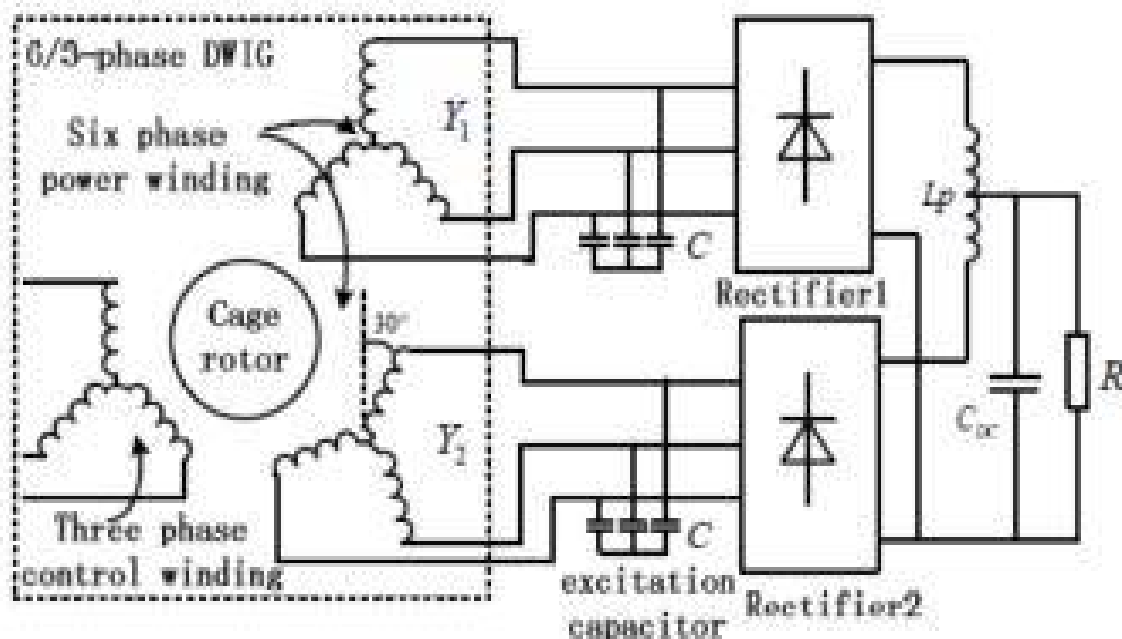 6/3-phase DWIG
Six phase
power winding
Y1
C
Lp
Rectifier1
Cage
rotor
30°
Y2
R
C
Three phase
control winding
excitation
capacitor
Rectifier2